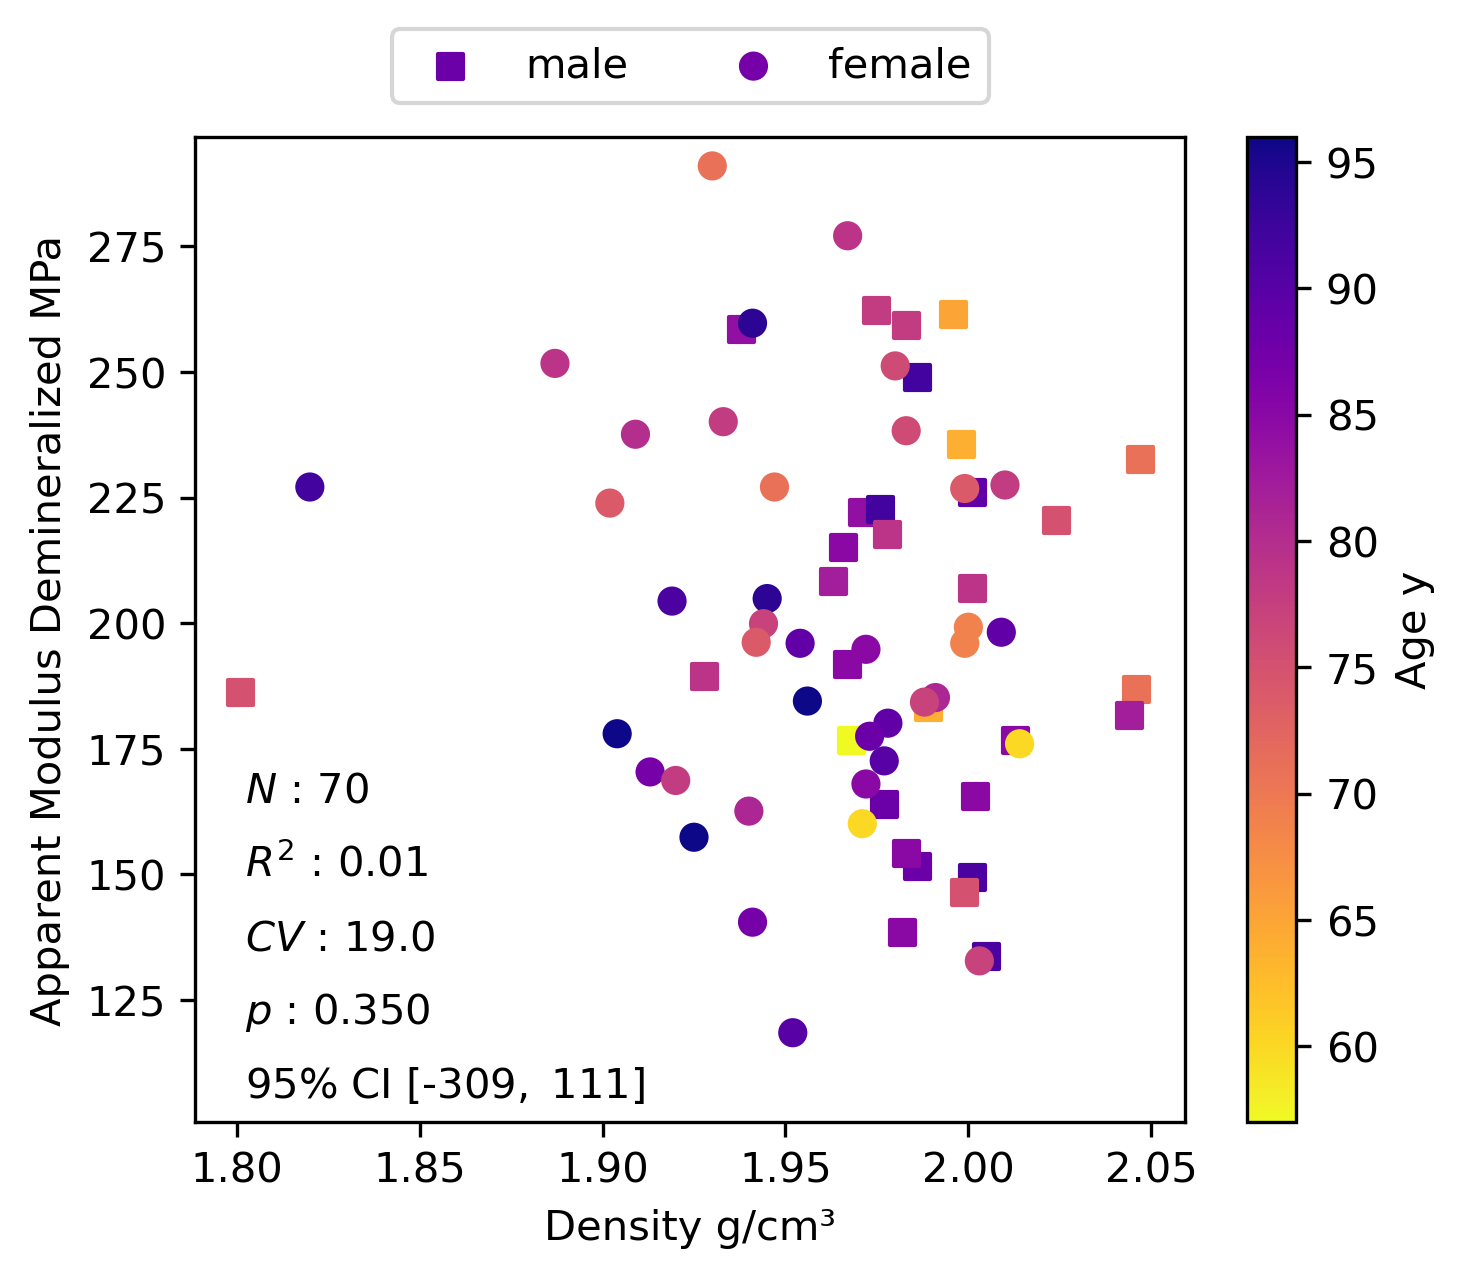 male female
Apparent Modulus Demineralized MPa
275
250
225
200
175
150
125
N : 70
R² : 0.01
CV : 19.0
p : 0.350
95% CI [-309, 111]
1.80 1.85 1.90 1.95 2.00 2.05
Density g/cm³
95
90
85
80
75
70
65
60
Age y